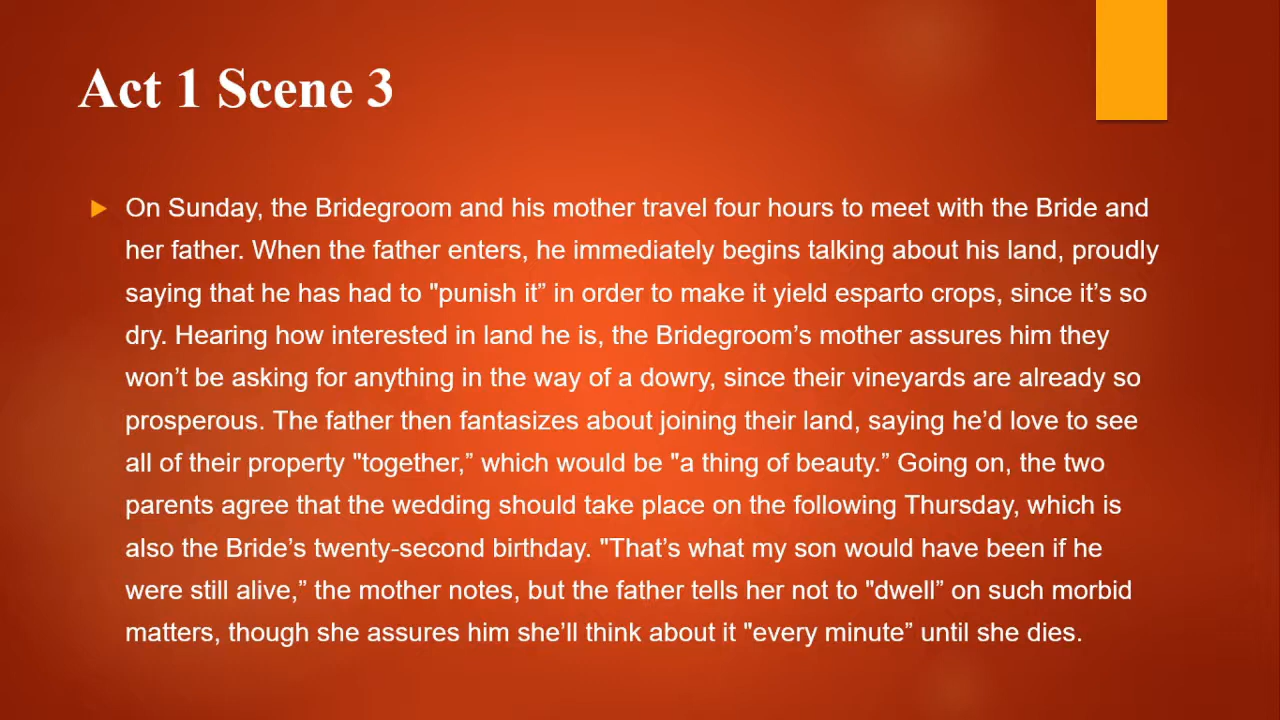 Act 1 Scene 3
On Sunday, the Bridegroom and his mother travel four hours to meet with the Bride and
her father. When the father enters, he immediately begins talking about his land, proudly
saying that he has had to "punish it” in order to make it yield esparto crops, since it’s so
dry. Hearing how interested in land he is, the Bridegroom’s mother assures him they
won’t be asking for anything in the way of a dowry, since their vineyards are already so
prosperous. The father then fantasizes about joining their land, saying he’d love to see
all of their property "together,” which would be "a thing of beauty.” Going on, the two
parents agree that the wedding should take place on the following Thursday, which is
also the Bride’s twenty-second birthday. "That’s what my son would have been if he
were still alive,” the mother notes, but the father tells her not to "dwell” on such morbid
matters, though she assures him she’ll think about it "every minute” until she dies.